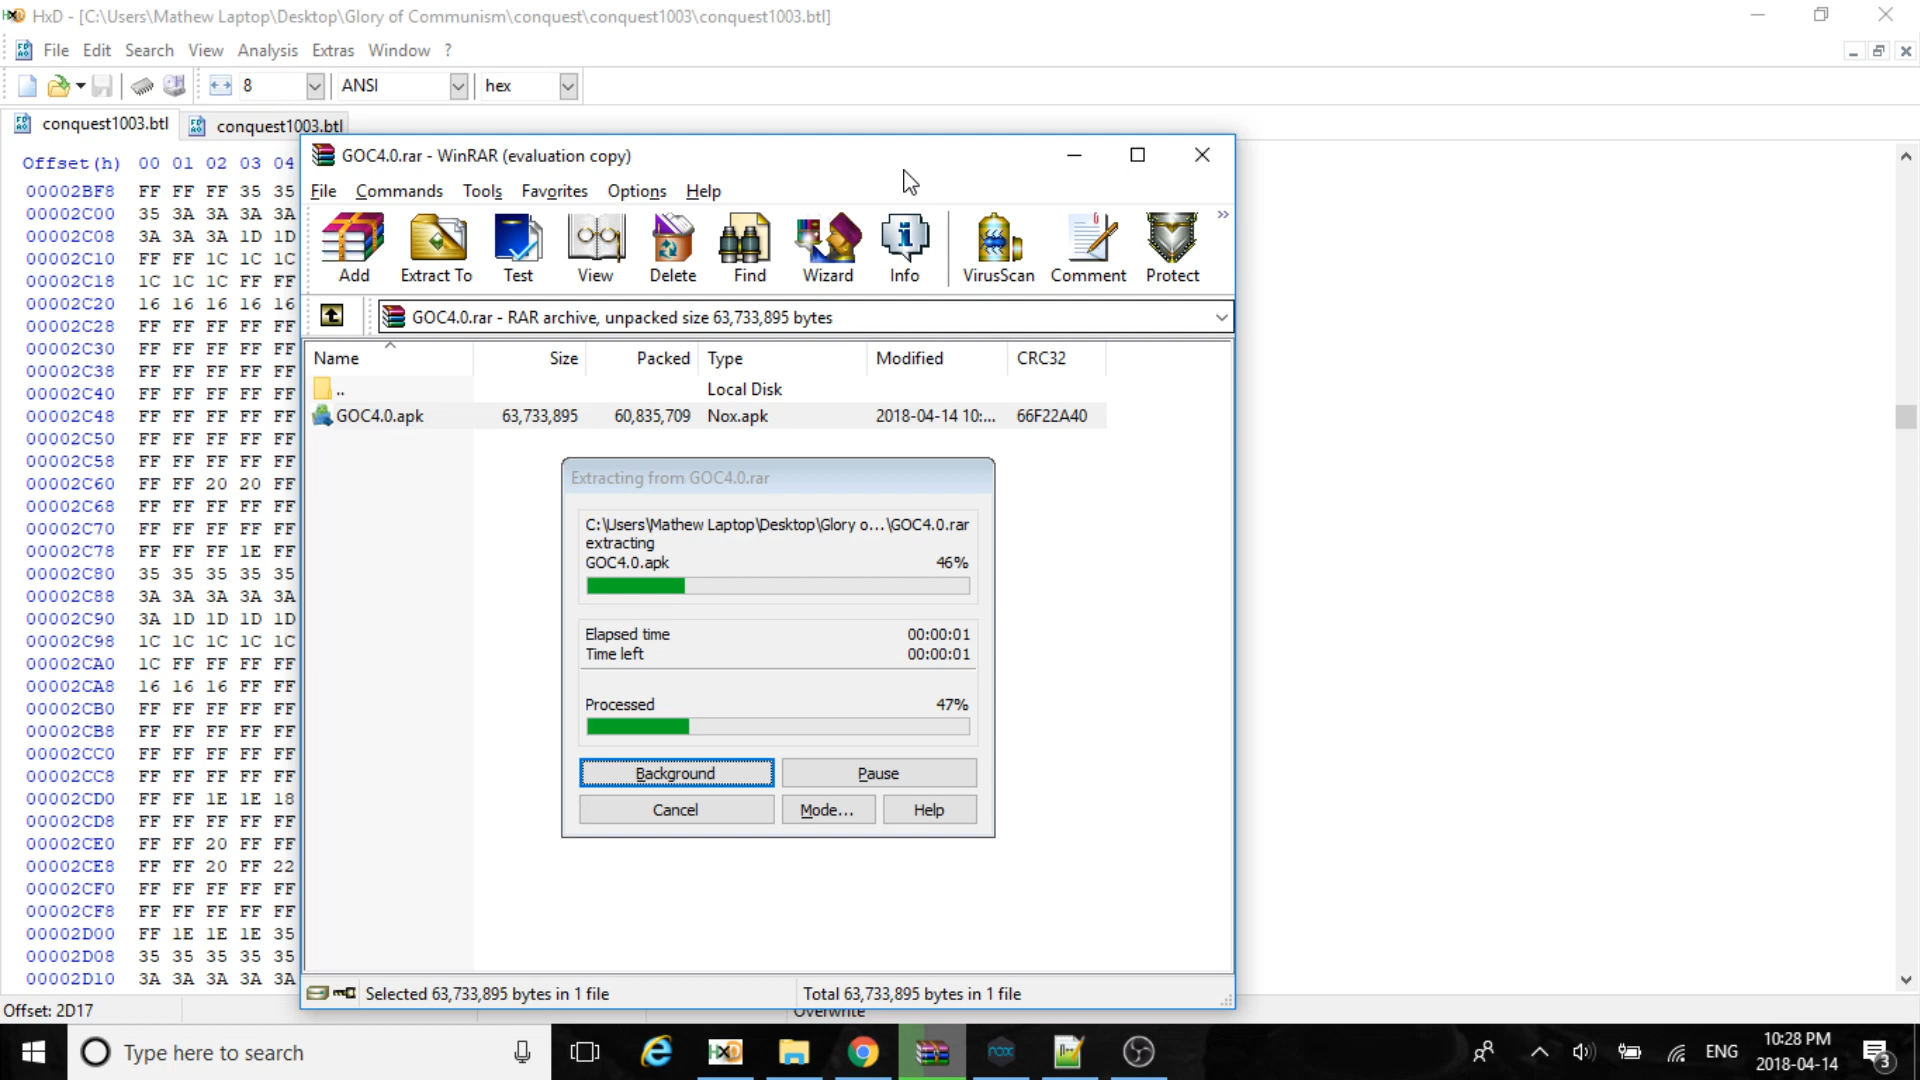 HxD - [C:\Users\Mathew Laptop\Desktop\Glory of Communism\conquest\conquest1003\conquest1003.btl]
File Edit Search View Analysis Extras Window ?
8 ANSI hex
conquest1003.btl conquest1003.btl
Offset(h) 00 01 02 03 04
00002BF8 FF FF FF 35 35
00002C00 35 3A 3A 3A 3A
00002C08 3A 3A 3A 1D 1D
00002C10 FF FF 1C 1C 1C
00002C18 1C 1C 1C FF FF
00002C20 16 16 16 16 16
00002C28 FF FF FF FF FF
00002C30 FF FF FF FF FF
00002C38 FF FF FF FF FF
00002C40 FF FF FF FF FF
00002C48 FF FF FF FF FF
00002C50 FF FF FF FF FF
00002C58 FF FF FF FF FF
00002C60 FF FF 20 20 FF
00002C68 FF FF FF FF FF
00002C70 FF FF FF FF FF
00002C78 FF FF FF 1E FF
00002C80 35 35 35 35 35
00002C88 3A 3A 3A 3A 3A
00002C90 3A 1D 1D 1D 1D
00002C98 1C 1C 1C 1C 1C
00002CA0 1C FF FF FF FF
00002CA8 16 16 16 FF FF
00002CB0 FF FF FF FF FF
00002CB8 FF FF FF FF FF
00002CC0 FF FF FF FF FF
00002CC8 FF FF FF FF FF
00002CD0 FF FF 1E 1E 18
00002CD8 FF FF FF FF FF
00002CE0 FF FF 20 FF FF
00002CE8 FF FF 20 FF 22
00002CF0 FF FF FF FF FF
00002CF8 FF FF FF FF FF
00002D00 FF 1E 1E 1E 35
00002D08 35 35 35 35 35
00002D10 3A 3A 3A 3A 3A
Offset: 2D17
Overwrite
GOC4.0.rar - WinRAR (evaluation copy)
File Commands Tools Favorites Options Help
Add Extract To Test View Delete Find Wizard Info VirusScan Comment Protect
GOC4.0.rar - RAR archive, unpacked size 63,733,895 bytes
Name Size Packed Type Modified CRC32
.. Local Disk
GOC4.0.apk 63,733,895 60,835,709 Nox.apk 2018-04-14 10:... 66F22A40
Extracting from GOC4.0.rar
C:\Users\Mathew Laptop\Desktop\Glory o...\GOC4.0.rar
extracting
GOC4.0.apk 46%
Elapsed time 00:00:01
Time left 00:00:01
Processed 47%
Background Pause
Cancel Mode... Help
Selected 63,733,895 bytes in 1 file Total 63,733,895 bytes in 1 file
Type here to search
HXD
nox
ENG
10:28 PM
2018-04-14
3